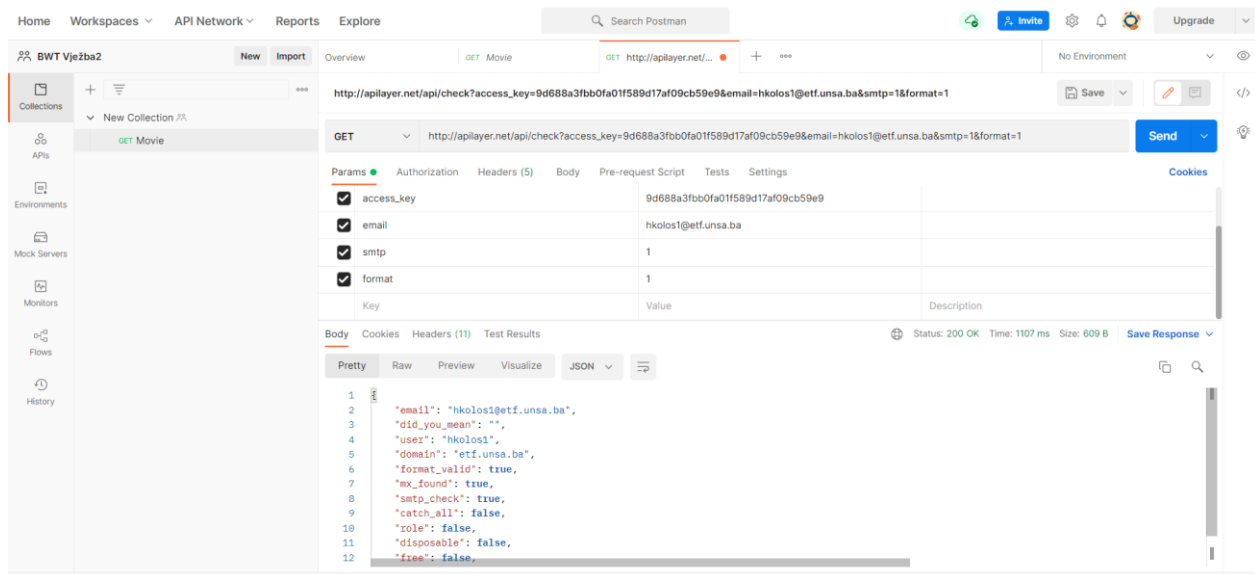 Home Workspaces API Network Reports Explore Search Postman Invite Upgrade
BWT Vježba2 New Import Overview GET Movie GET http://apilayer.net/... No Environment
Collections
New Collection
GET Movie
APIs
Environments
Mock Servers
Monitors
Flows
History
http://apilayer.net/api/check?access_key=9d688a3fbb0fa01f589d17af09cb59e9&email=hkolos1@etf.unsa.ba&smtp=1&format=1 Save
GET http://apilayer.net/api/check?access_key=9d688a3fbb0fa01f589d17af09cb59e9&email=hkolos1@etf.unsa.ba&smtp=1&format=1 Send
Params Authorization Headers (5) Body Pre-request Script Tests Settings Cookies
access_key 9d688a3fbb0fa01f589d17af09cb59e9
email hkolos1@etf.unsa.ba
smtp 1
format 1
Key Value Description
Body Cookies Headers (11) Test Results Status: 200 OK Time: 1107 ms Size: 609 B Save Response
Pretty Raw Preview Visualize JSON
1 {
2 "email": "hkolos1@etf.unsa.ba",
3 "did_you_mean": "",
4 "user": "hkolos1",
5 "domain": "etf.unsa.ba",
6 "format_valid": true,
7 "mx_found": true,
8 "smtp_check": true,
9 "catch_all": false,
10 "role": false,
11 "disposable": false,
12 "free": false,